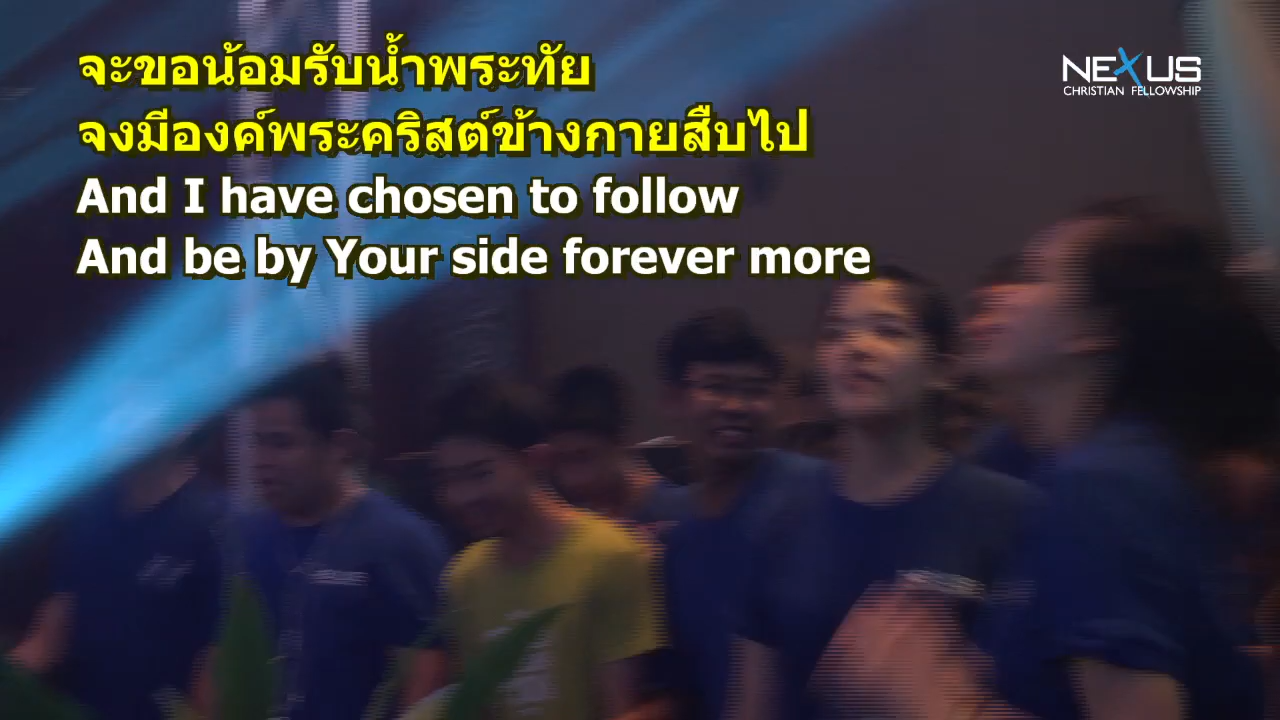 จะขอน้อมรับน้ำพระทัย
จงมีองค์พระคริสต์ข้างกายสืบไป
And I have chosen to follow
And be by Your side forever more
NEXUS
CHRISTIAN FELLOWSHIP